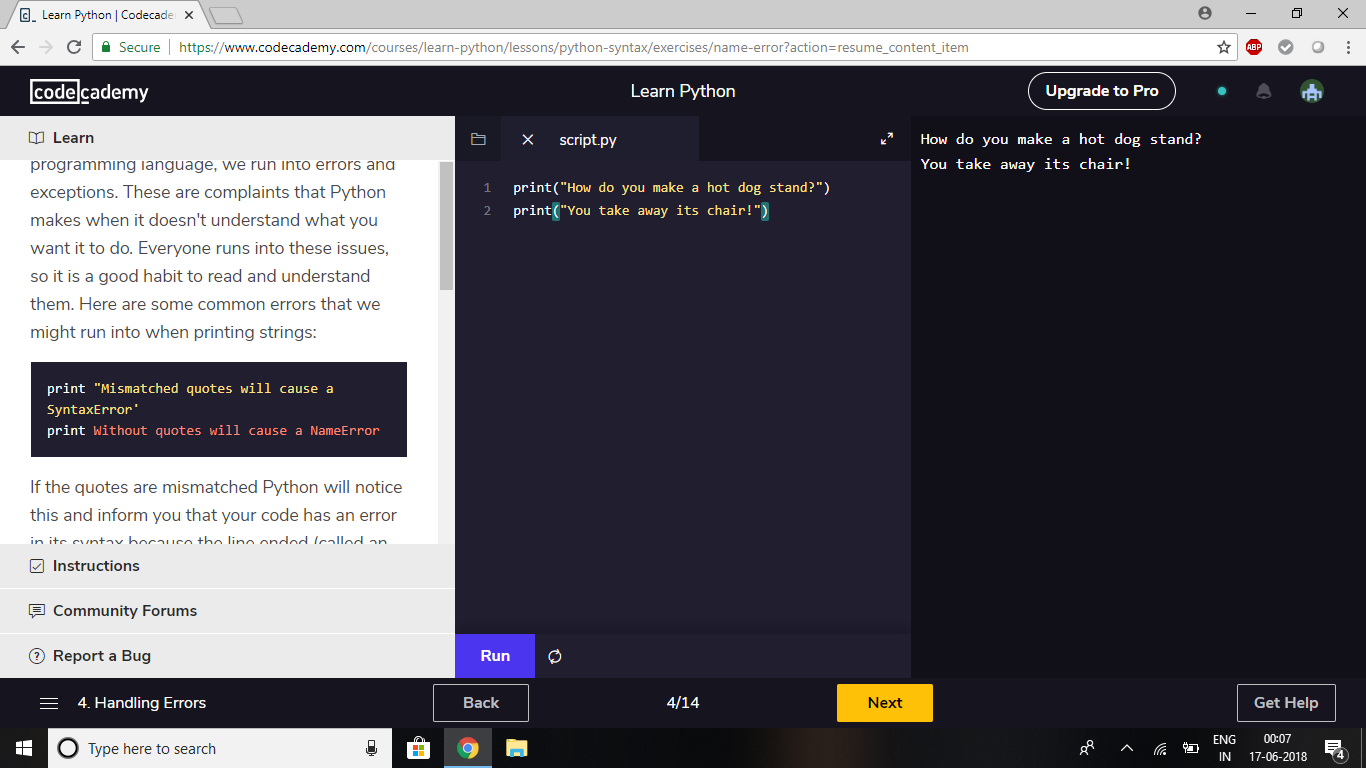 Learn Python | Codecade
Secure
https://www.codecademy.com/courses/learn-python/lessons/python-syntax/exercises/name-error?action=resume_content_item
ABP
codecademy
Learn Python
Upgrade to Pro
Learn
programming language, we run into errors and
exceptions. These are complaints that Python
makes when it doesn't understand what you
want it to do. Everyone runs into these issues,
so it is a good habit to read and understand
them. Here are some common errors that we
might run into when printing strings:
print "Mismatched quotes will cause a
SyntaxError'
print Without quotes will cause a NameError
If the quotes are mismatched Python will notice
this and inform you that your code has an error
in its syntax because the line ended (called an
Instructions
Community Forums
Report a Bug
script.py
1 print("How do you make a hot dog stand?")
2 print("You take away its chair!")
Run
How do you make a hot dog stand?
You take away its chair!
4. Handling Errors
Back
4/14
Next
Get Help
Type here to search
ENG
IN
00:07
17-06-2018
4